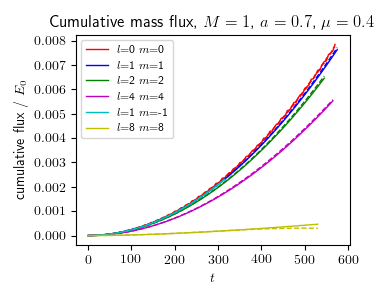 Cumulative mass flux, M = 1, a = 0.7, μ = 0.4
cumulative flux / E₀
0.008
0.007
0.006
0.005
0.004
0.003
0.002
0.001
0.000
l=0 m=0
l=1 m=1
l=2 m=2
l=4 m=4
l=1 m=-1
l=8 m=8
0 100 200 300 400 500 600
t